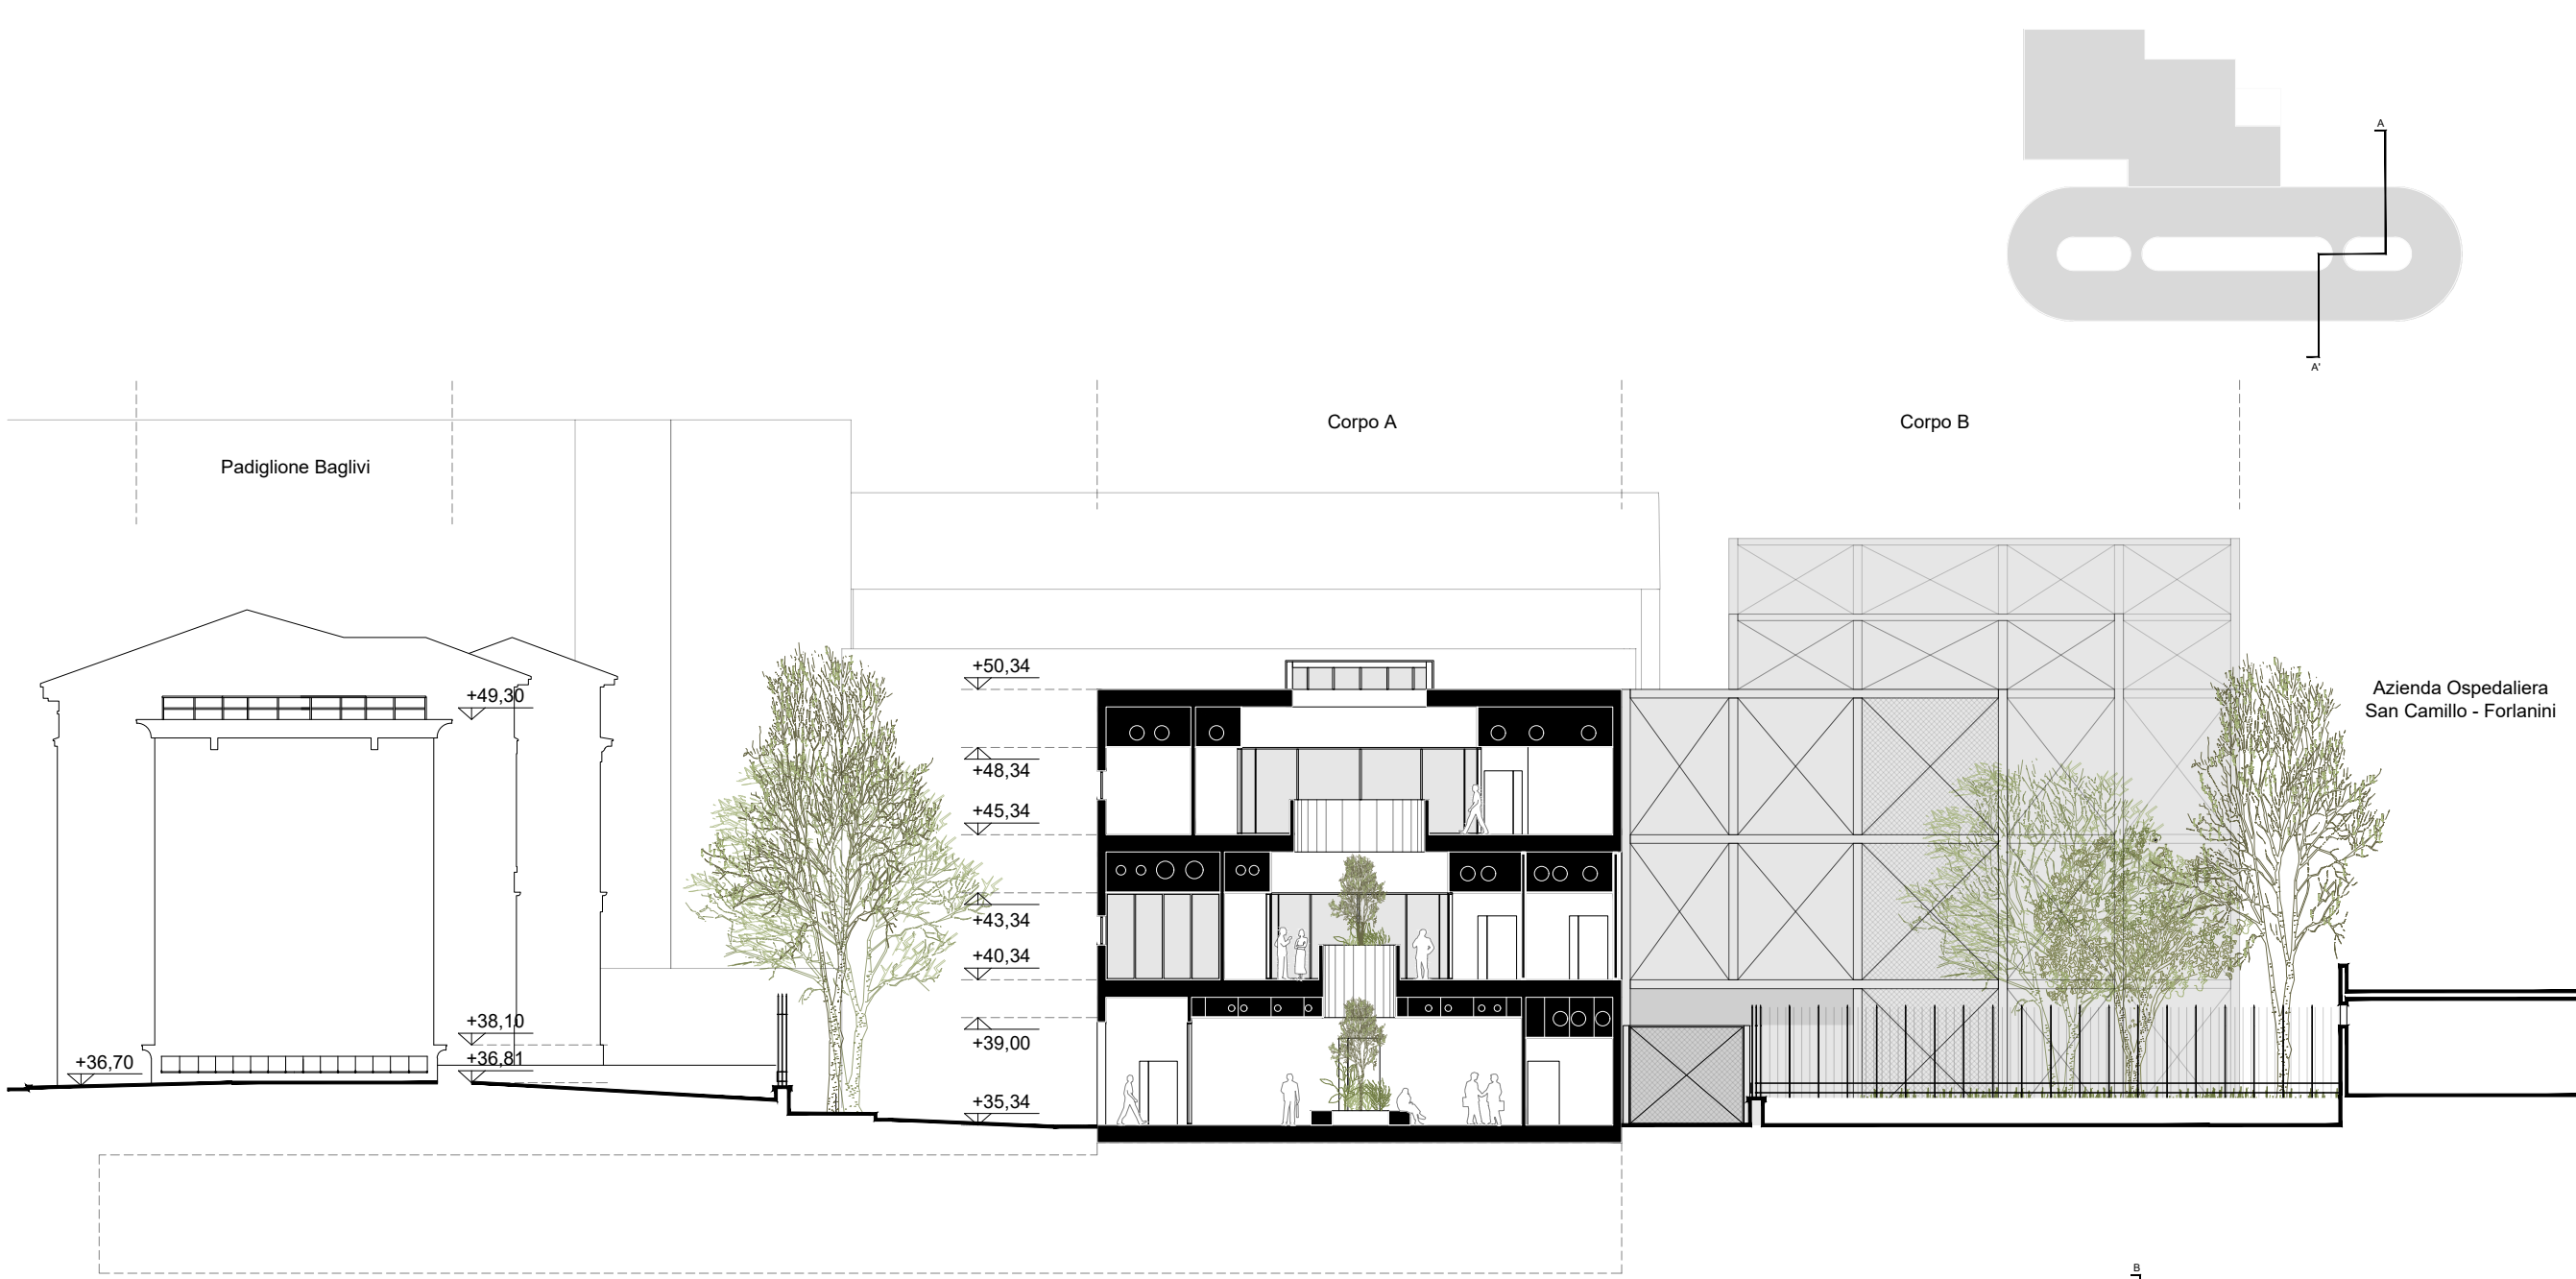 A
A'
Corpo A
Corpo B
Padiglione Baglivi
+50,34
Azienda Ospedaliera
San Camillo - Forlanini
+49,30
+48,34
+45,34
+43,34
+40,34
+38,10
+39,00
+36,70
+36,81
+35,34
B